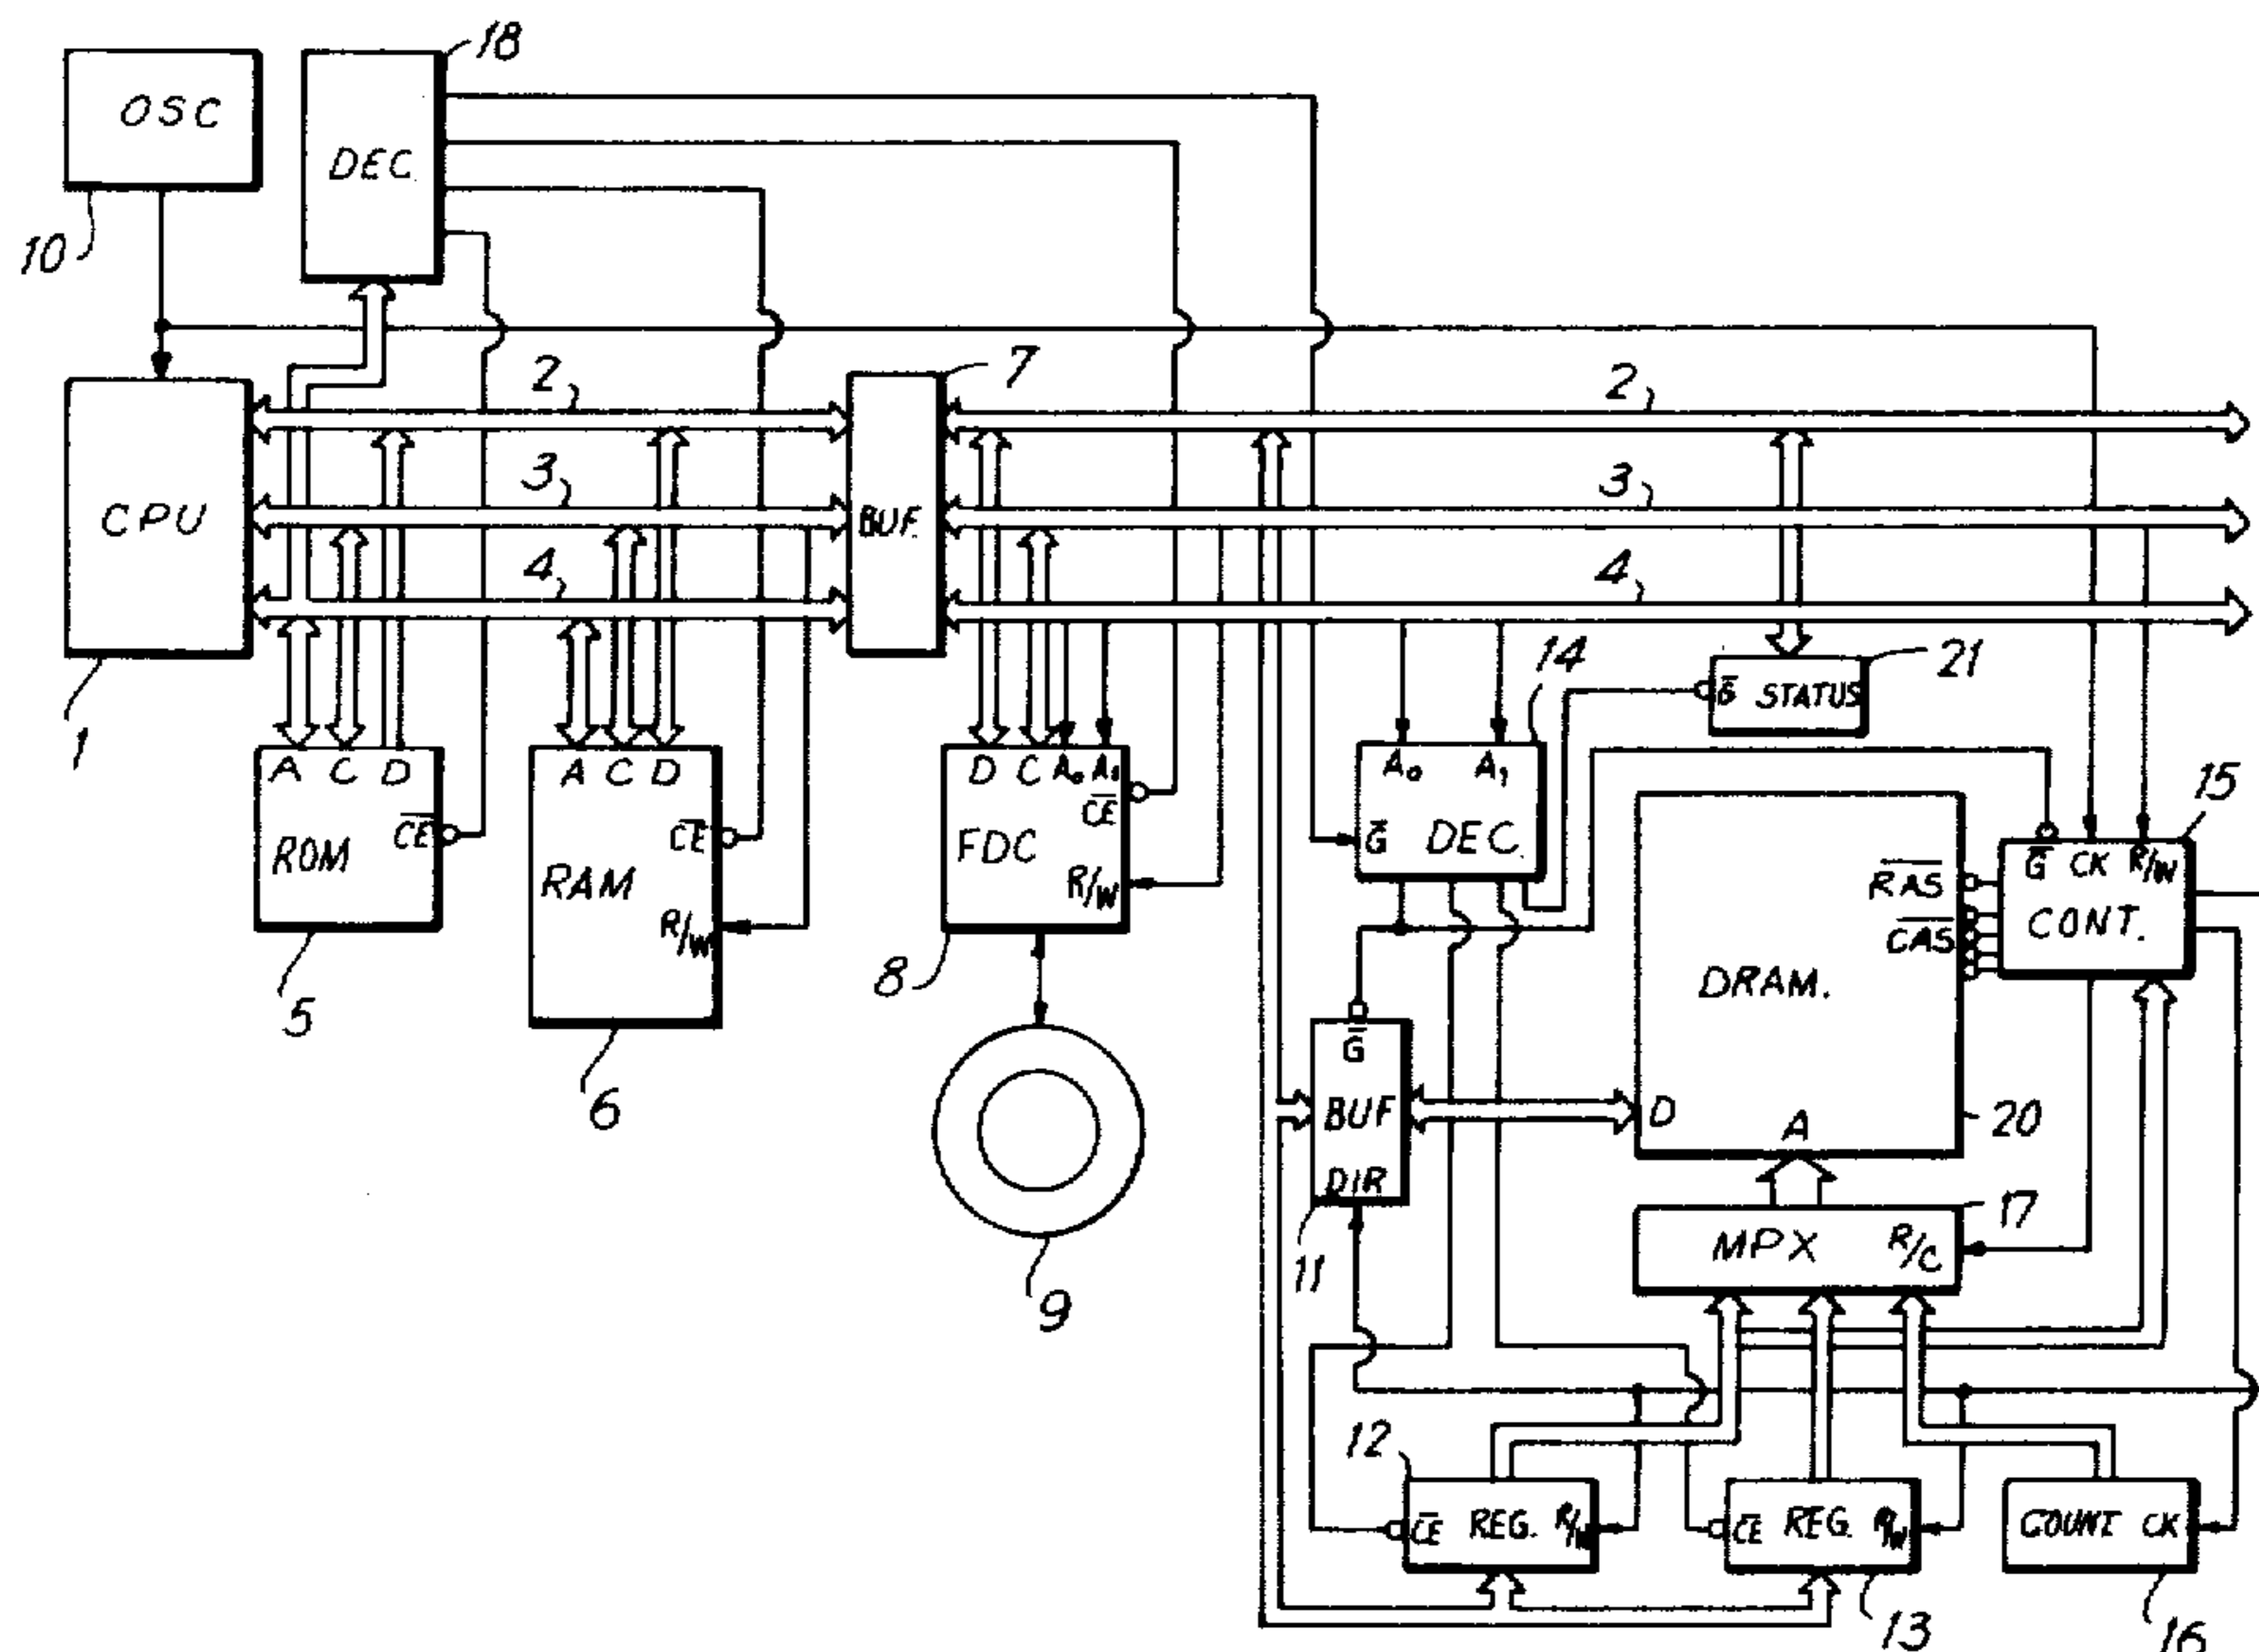 OSC
10
DEC.
18
CPU
1
2
3
4
BUF.
7
2
3
4
A C D
CE
ROM
5
A C D
CE
RAM
R/W
6
D C A₀ A₁
CE
FDC
R/W
8
9
14
A₀ A₁
G DEC.
G STATUS
21
15
G CK R/W
CONT.
RAS
CAS
DRAM.
D
A
20
G
BUF
DIR
11
MPX R/C
17
12
CE REG. R/W
CE REG. R/W
13
COUNT CK
16